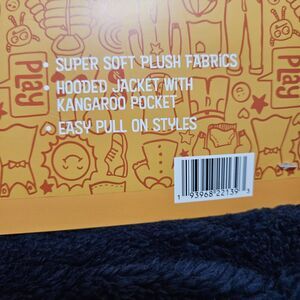 Play
• SUPER SOFT PLUSH FABRICS
• HOODED JACKET WITH
KANGAROO POCKET
• EASY PULL ON STYLES
Play
1 93968 22139 3